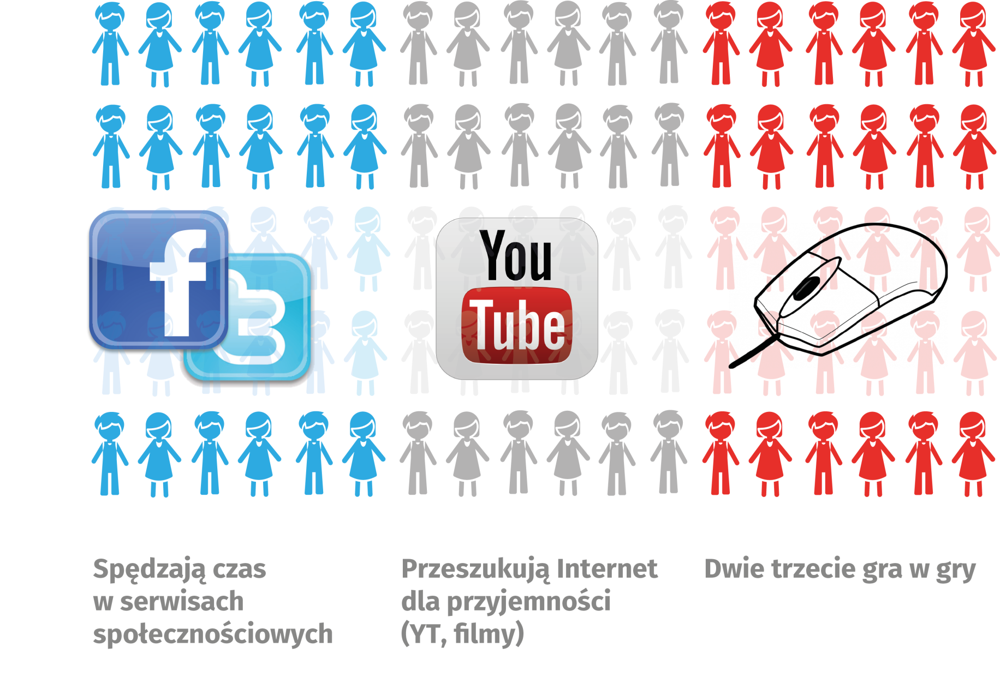 f
t
You
Tube
Spędzają czas
w serwisach
społecznościowych
Przeszukują Internet
dla przyjemności
(YT, filmy)
Dwie trzecie gra w gry